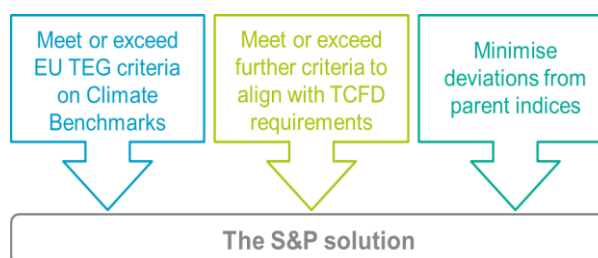 Meet or exceed
EU TEG criteria
on Climate
Benchmarks
Meet or exceed
further criteria to
align with TCFD
requirements
Minimise
deviations from
parent indices
The S&P solution